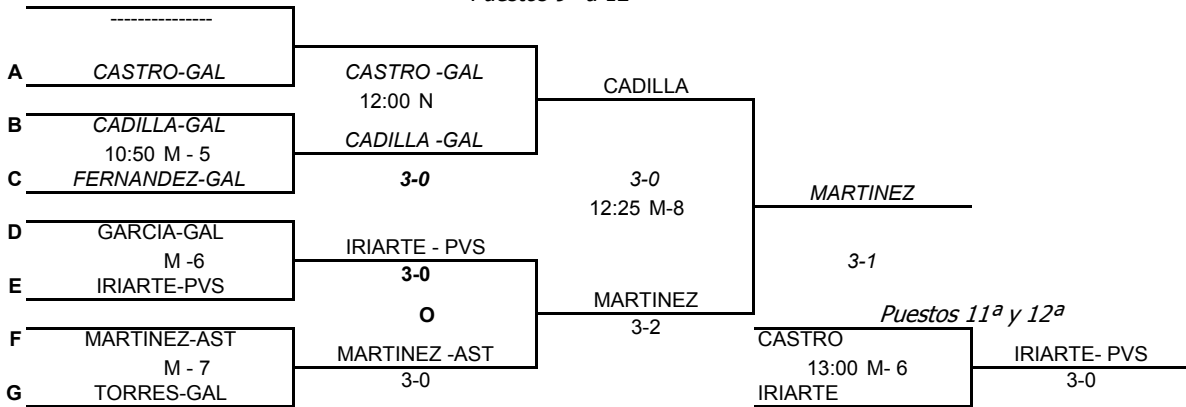 Puestos 9 a 12
---------------
A CASTRO-GAL
CASTRO -GAL
12:00 N
CADILLA
B CADILLA-GAL
10:50 M - 5
CADILLA -GAL
C FERNANDEZ-GAL
3-0
3-0
12:25 M-8
MARTINEZ
D GARCIA-GAL
M -6
IRIARTE - PVS
3-0
3-1
E IRIARTE-PVS
O
MARTINEZ
3-2
Puestos 11ª y 12ª
F MARTINEZ-AST
M - 7
MARTINEZ -AST
3-0
G TORRES-GAL
CASTRO
13:00 M- 6
IRIARTE
IRIARTE- PVS
3-0